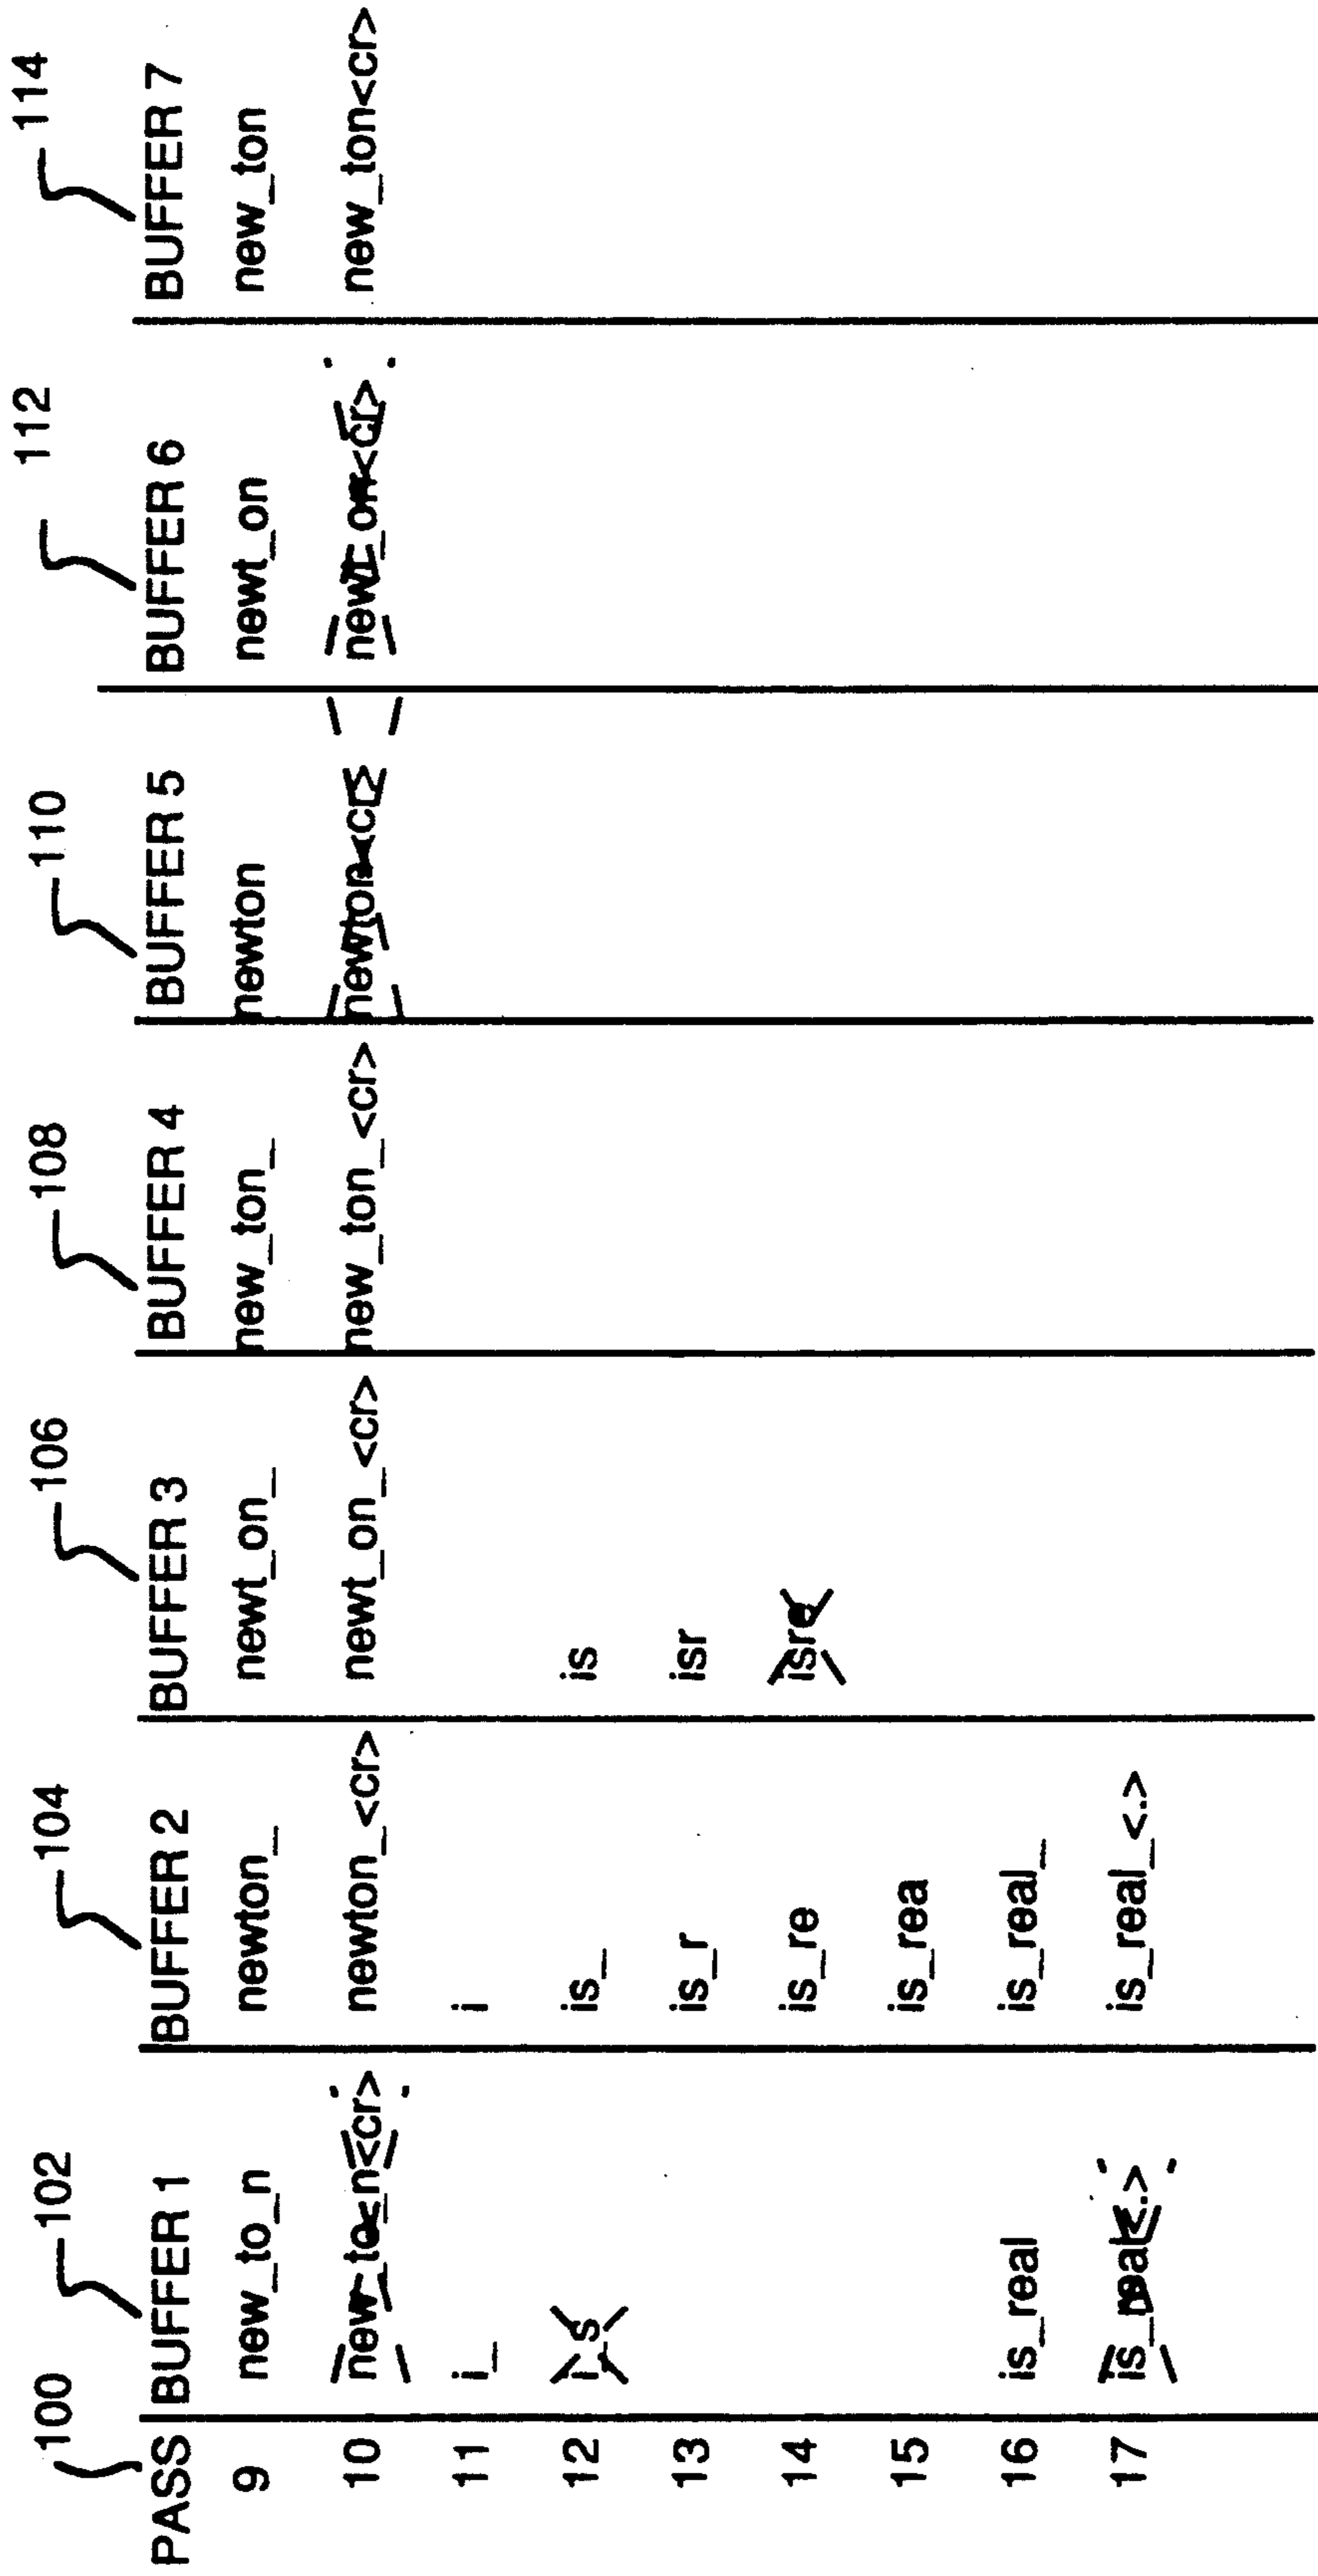 100 102 104 106 108 110 112 114
PASS BUFFER 1 BUFFER 2 BUFFER 3 BUFFER 4 BUFFER 5 BUFFER 6 BUFFER 7
9 new_to_n newton_ newt_on_ new_ton_ newton newt_on new_ton
10 new_to_n<cr> newton_<cr> newt_on_<cr> new_ton_<cr> newton<cr> newt_on<cr> new_ton<cr>
11 i_ i
12 i_s is_ is
13 is_r isr
14 is_re isre
15 is_rea
16 is_real is_real_
17 is_real<.> is_real_<.>